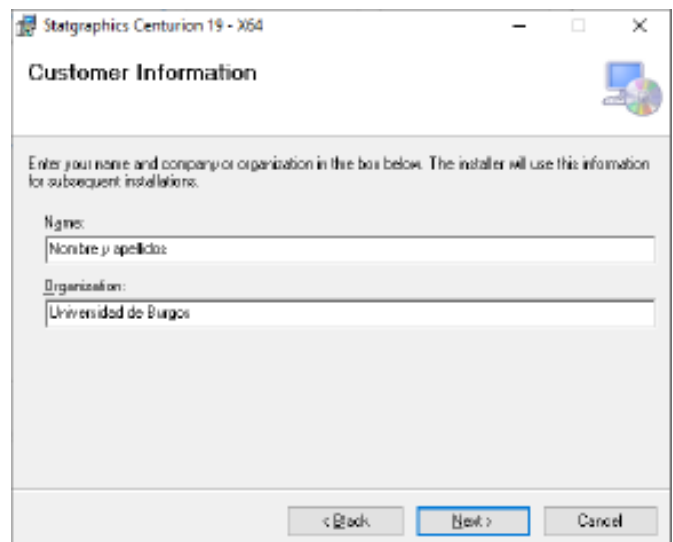 Statgraphics Centurion 19 - X64
Customer Information
Enter your name and company or organization in the box below. The installer will use this information
for subsequent installations.
Name:
Nombre y apellidos
Organization:
Universidad de Burgos
< Back
Next >
Cancel